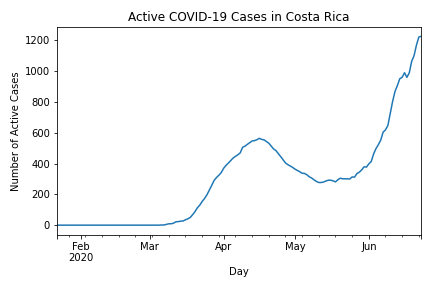 Active COVID-19 Cases in Costa Rica
Number of Active Cases
1200
1000
800
600
400
200
0
Feb Mar Apr May Jun
2020
Day